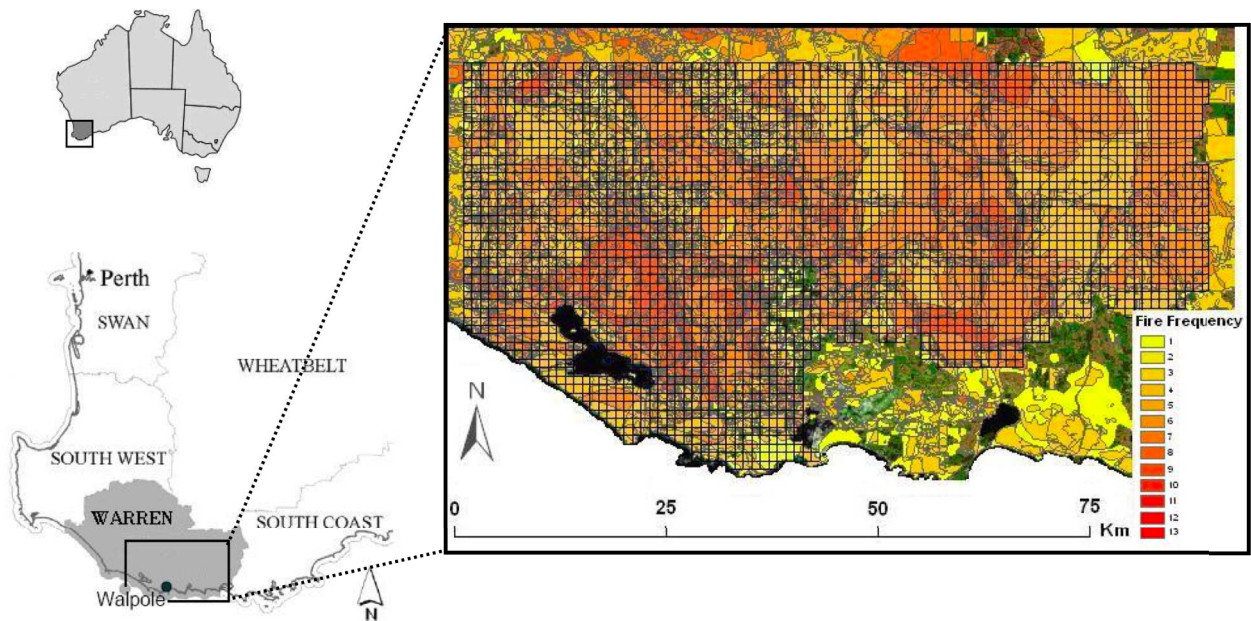 Perth
SWAN
WHEATBELT
SOUTH WEST
WARREN
SOUTH COAST
Walpole
N
N
Fire Frequency
1
2
3
4
5
6
7
8
9
10
11
12
13
0 25 50 75
Km